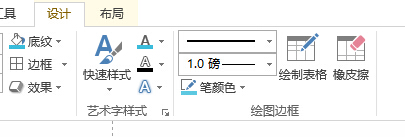 工具 设计 布局
底纹
边框 快速样式 1.0 磅 绘制表格 橡皮擦
效果 笔颜色
艺术字样式 绘图边框